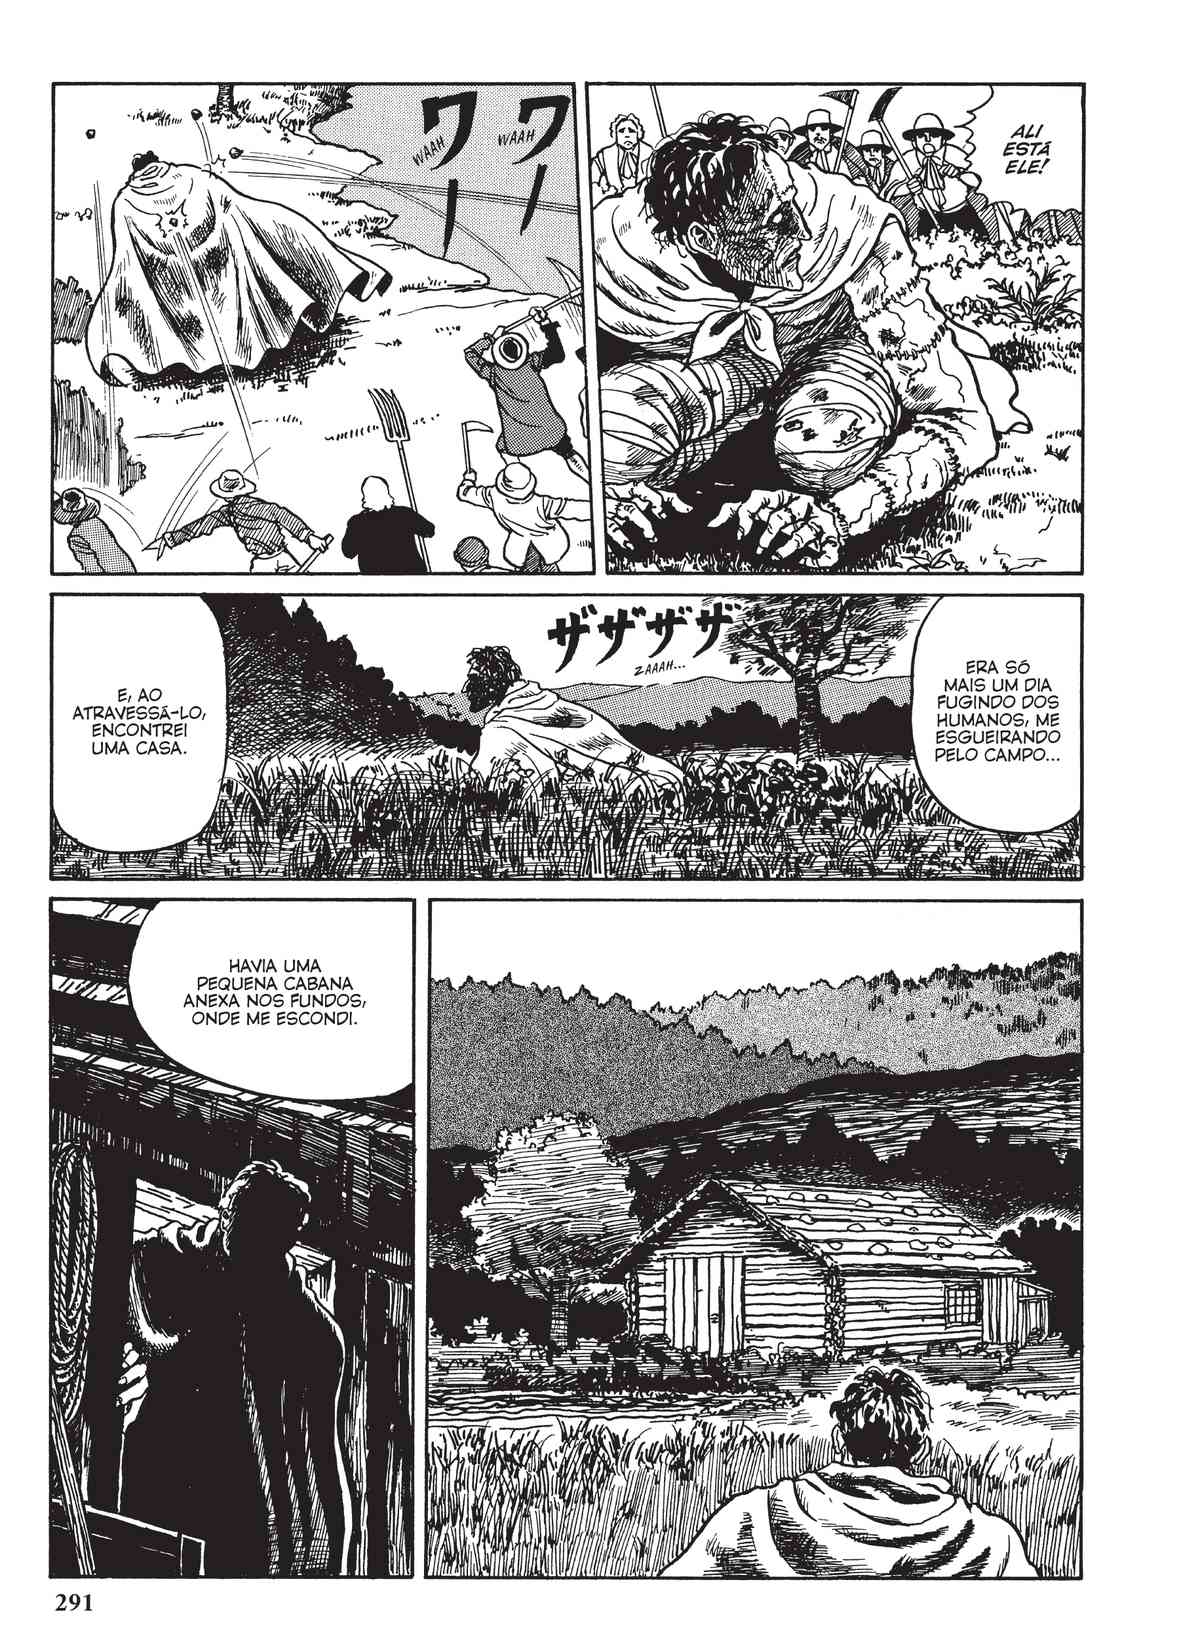 ALI
ESTÁ
ELE!
ワー
WAAH
ワー
WAAH
ERA SÓ
MAIS UM DIA
FUGINDO DOS
HUMANOS, ME
ESGUEIRANDO
PELO CAMPO...
ザザザザ
ZAAAH...
E, AO
ATRAVESSÁ-LO,
ENCONTREI
UMA CASA.
HAVIA UMA
PEQUENA CABANA
ANEXA NOS FUNDOS,
ONDE ME ESCONDI.
291